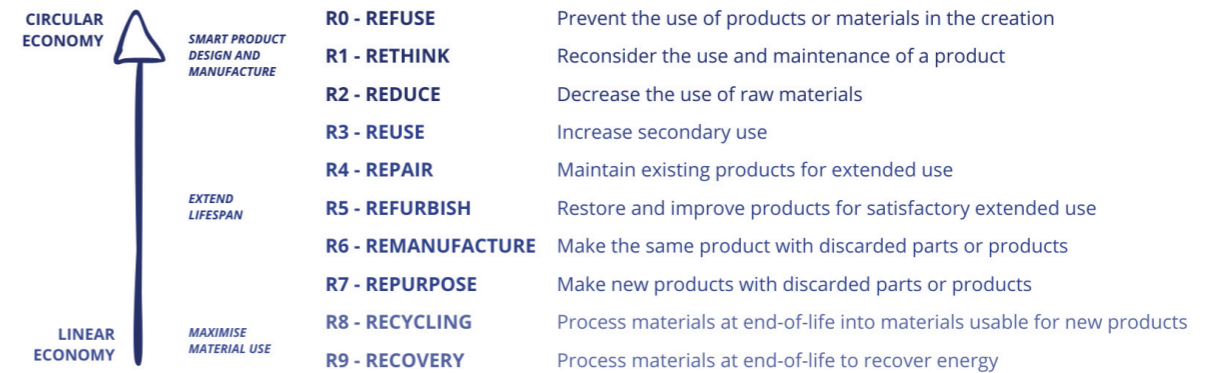 CIRCULAR
ECONOMY
SMART PRODUCT
DESIGN AND
MANUFACTURE
EXTEND
LIFESPAN
LINEAR
ECONOMY
MAXIMISE
MATERIAL USE
R0 - REFUSE Prevent the use of products or materials in the creation
R1 - RETHINK Reconsider the use and maintenance of a product
R2 - REDUCE Decrease the use of raw materials
R3 - REUSE Increase secondary use
R4 - REPAIR Maintain existing products for extended use
R5 - REFURBISH Restore and improve products for satisfactory extended use
R6 - REMANUFACTURE Make the same product with discarded parts or products
R7 - REPURPOSE Make new products with discarded parts or products
R8 - RECYCLING Process materials at end-of-life into materials usable for new products
R9 - RECOVERY Process materials at end-of-life to recover energy